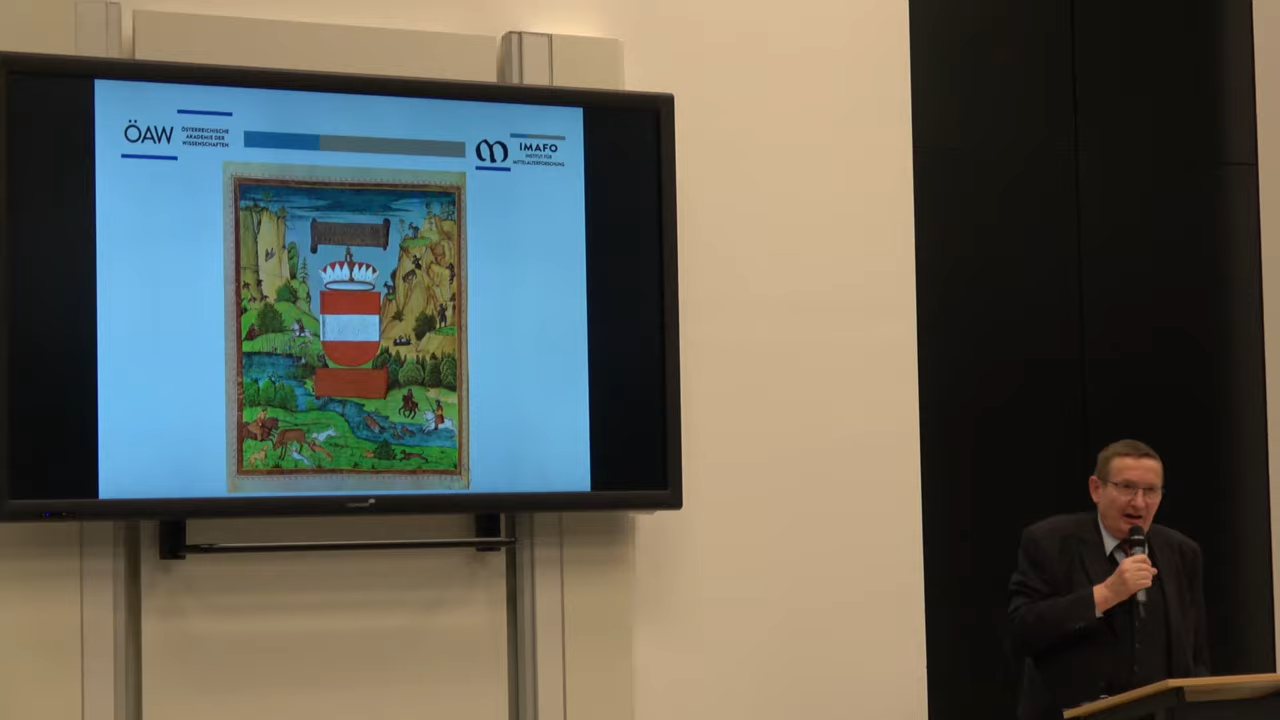 ÖAW
ÖSTERREICHISCHE
AKADEMIE DER
WISSENSCHAFTEN
IMAFO
INSTITUT FÜR
MITTELALTERFORSCHUNG